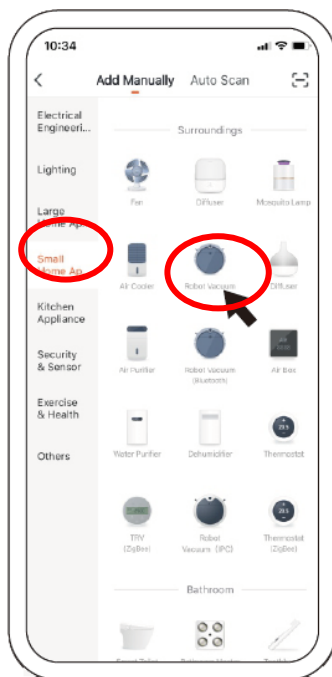 10:34
Add Manually Auto Scan
Electrical
Engineeri...
Lighting
Large
Home Ap
Small
Home Ap
Kitchen
Appliance
Security
& Sensor
Exercise
& Health
Others
Surroundings
Fan
Diffuser
Mosquito Lamp
Air Cooler
Robot Vacuum
Diffuser
Air Purifier
Robot Vacuum
(Bluetooth)
Air Box
Water Purifier
Dehumidifier
Thermostat
TRV
(ZigBee)
Robot
Vacuum (IPC)
Thermostat
(ZigBee)
Bathroom